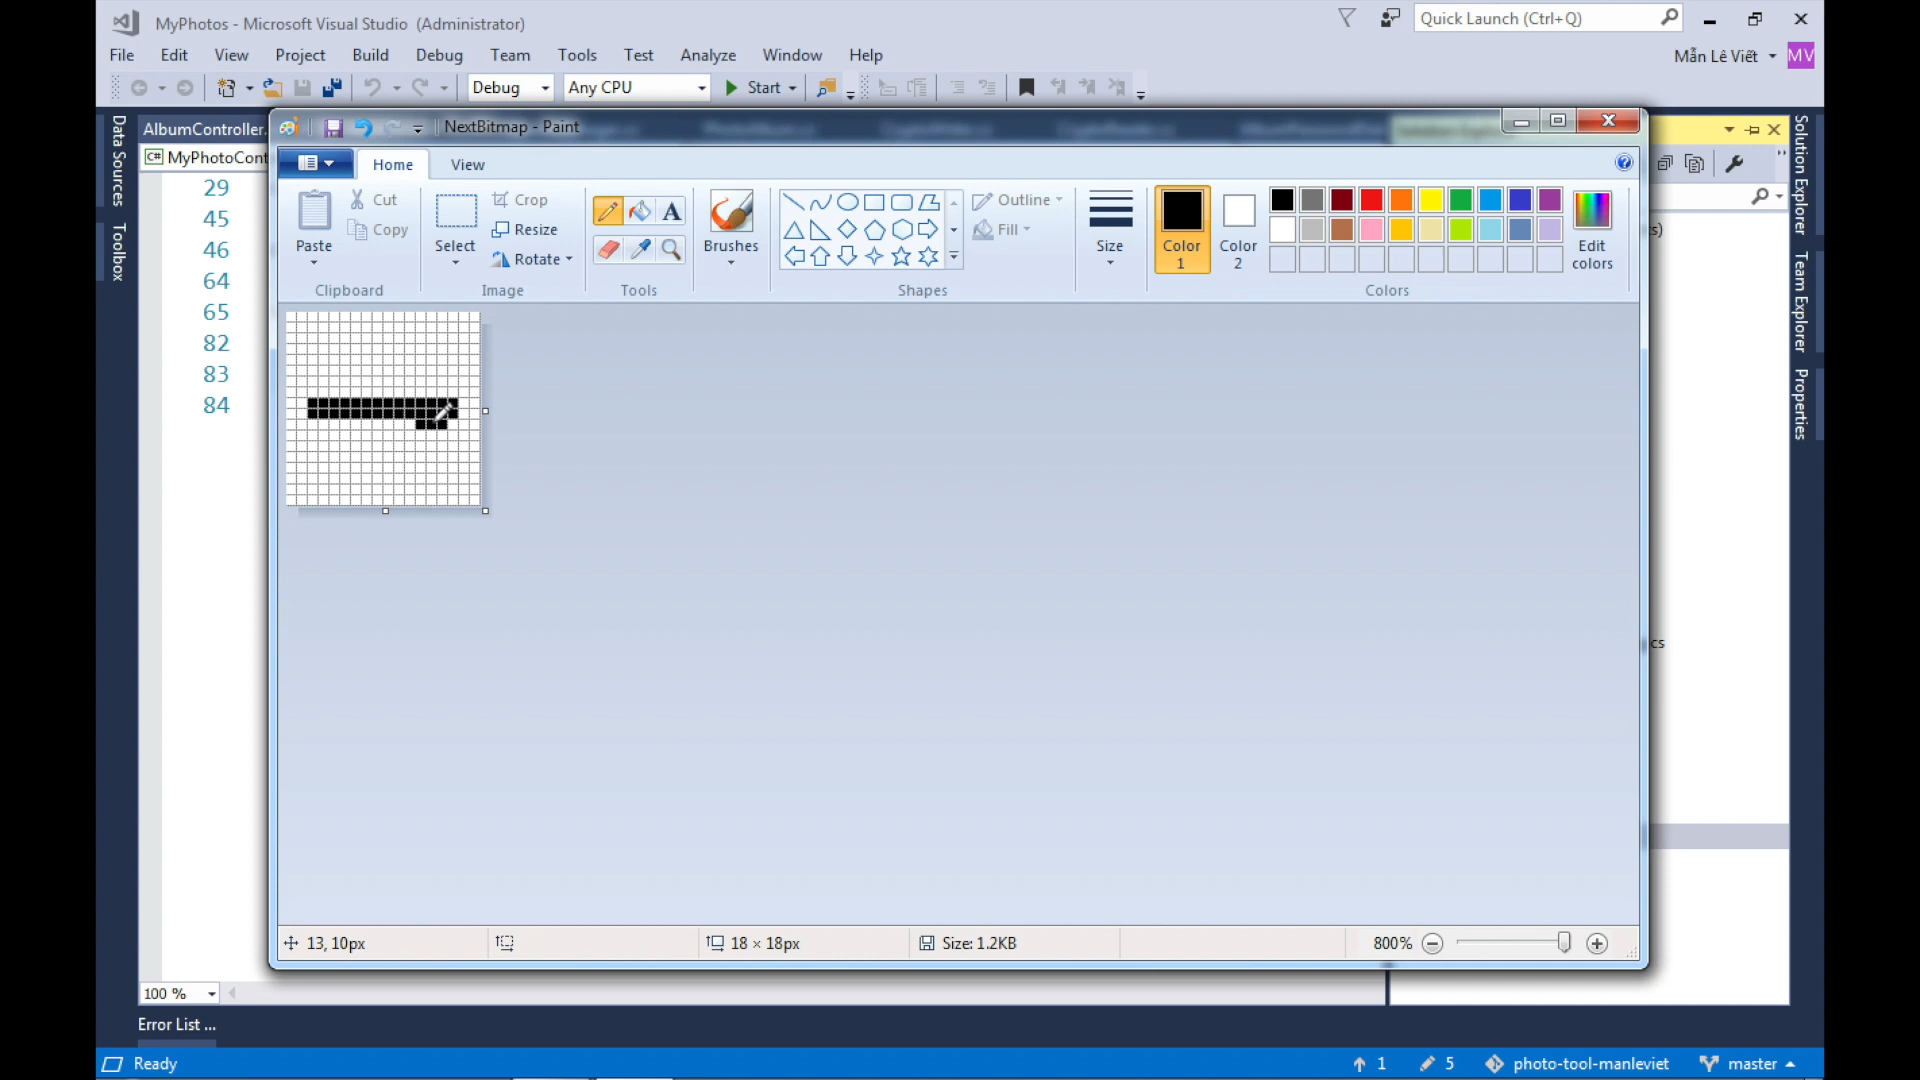 MyPhotos - Microsoft Visual Studio (Administrator)
Quick Launch (Ctrl+Q)
File Edit View Project Build Debug Team Tools Test Analyze Window Help
Mẫn Lê Viết MV
Debug Any CPU Start
Data Sources
Toolbox
AlbumController.
MyPhotoCont
29
45
46
64
65
82
83
84
NextBitmap - Paint
Home View
Paste
Cut
Copy
Clipboard
Select
Crop
Resize
Rotate
Image
A
Tools
Brushes
Shapes
Outline
Fill
Size
Color 1
Color 2
Edit colors
Colors
Solution Explorer
Team Explorer
Properties
cs
13, 10px 18 × 18px Size: 1.2KB 800%
100 %
Error List ...
Ready 1 5 photo-tool-manleviet master